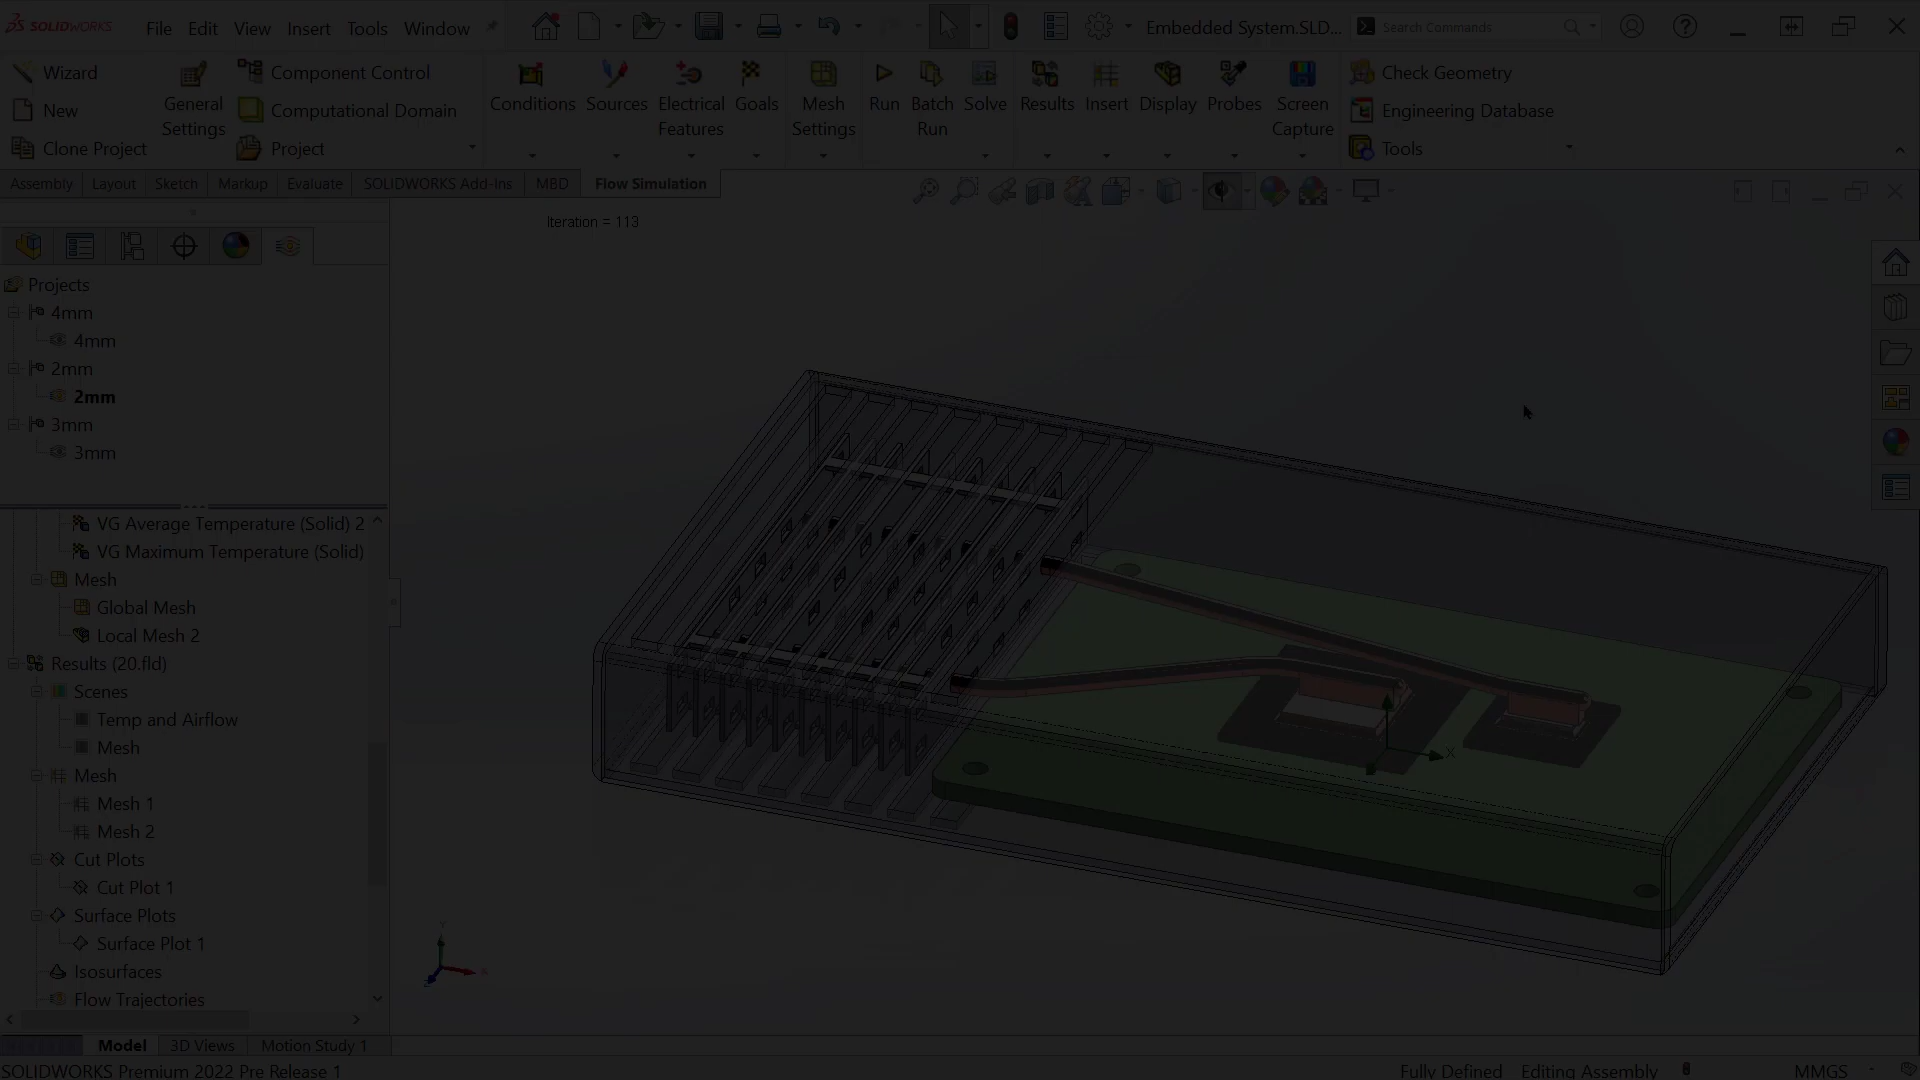 SOLIDWORKS File Edit View Insert Tools Window Embedded System.SLD... Search Commands
Wizard
New
Clone Project
General Settings
Component Control
Computational Domain
Project
Conditions
Sources
Electrical Features
Goals
Mesh Settings
Run
Batch Run
Solve
Results
Insert
Display
Probes
Screen Capture
Check Geometry
Engineering Database
Tools
Assembly Layout Sketch Markup Evaluate SOLIDWORKS Add-Ins MBD Flow Simulation
Iteration = 113
Projects
4mm
4mm
2mm
2mm
3mm
3mm
VG Average Temperature (Solid) 2
VG Maximum Temperature (Solid)
Mesh
Global Mesh
Local Mesh 2
Results (20.fld)
Scenes
Temp and Airflow
Mesh
Mesh
Mesh 1
Mesh 2
Cut Plots
Cut Plot 1
Surface Plots
Surface Plot 1
Isosurfaces
Flow Trajectories
X
Y
X
Z
Model 3D Views Motion Study 1
SOLIDWORKS Premium 2022 Pre Release 1 Fully Defined Editing Assembly MMGS